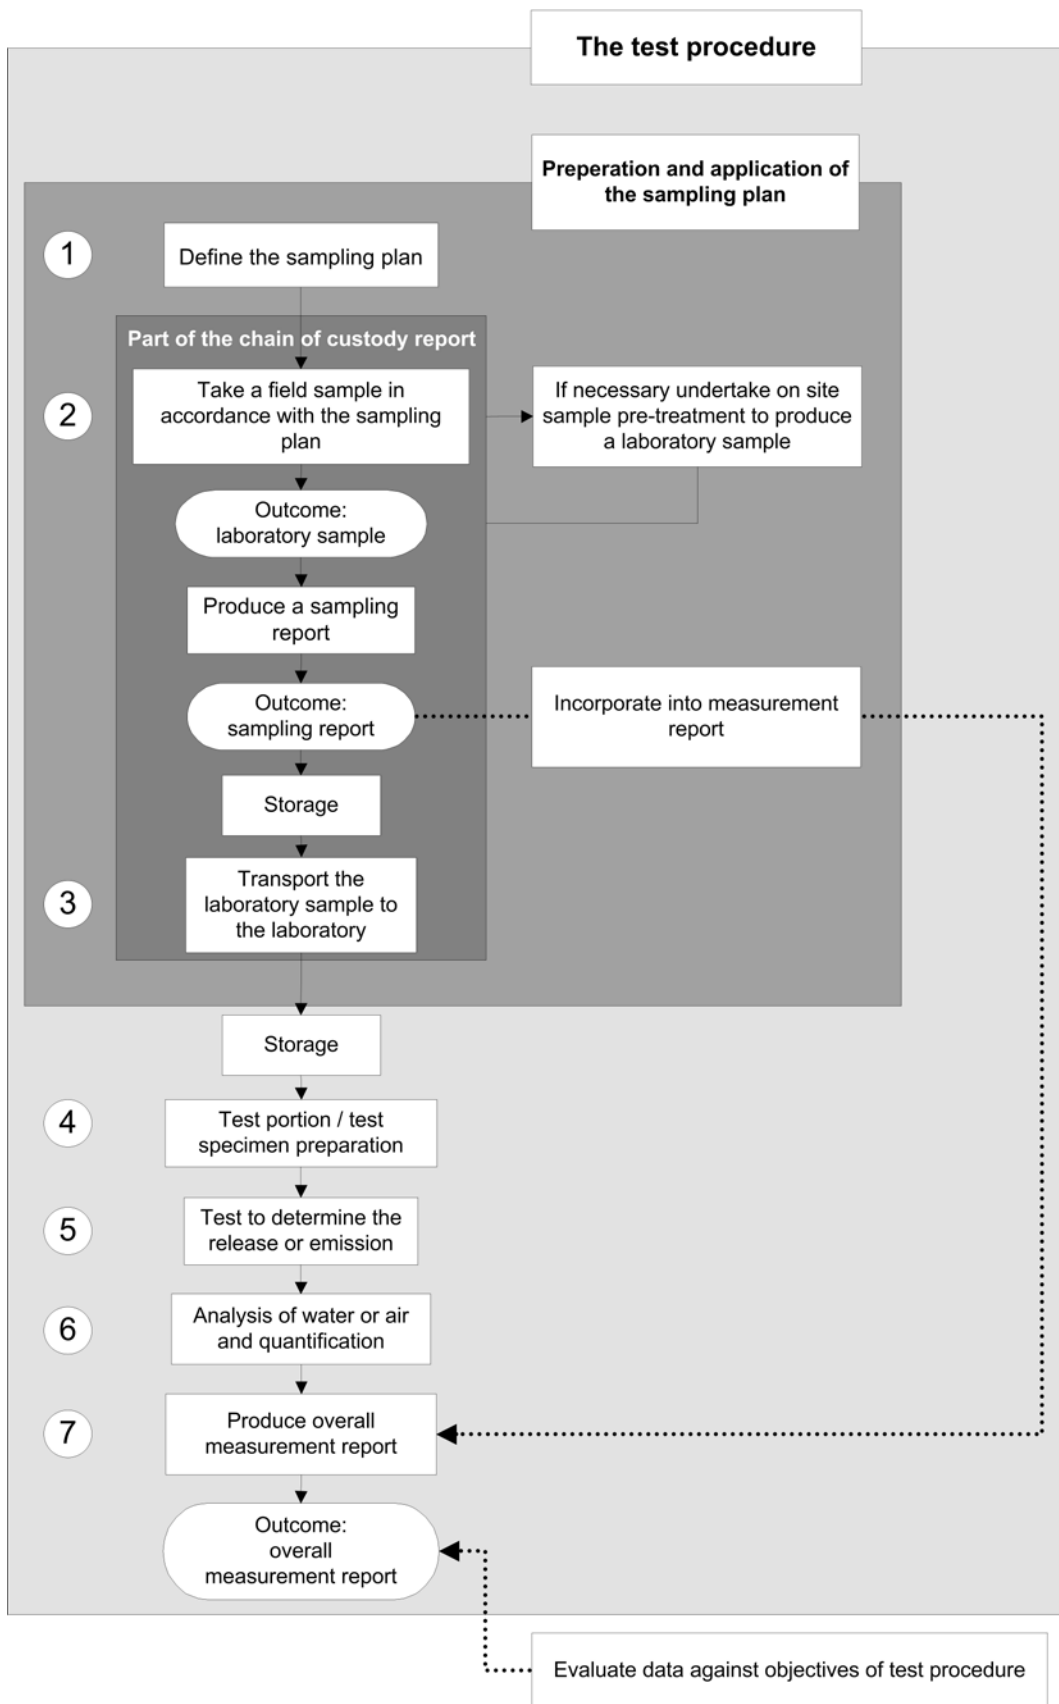 The test procedure
Preperation and application of
the sampling plan
1
Define the sampling plan
Part of the chain of custody report
2
Take a field sample in
accordance with the sampling
plan
If necessary undertake on site
sample pre-treatment to produce
a laboratory sample
Outcome:
laboratory sample
Produce a sampling
report
Outcome:
sampling report
Incorporate into measurement
report
Storage
3
Transport the
laboratory sample to
the laboratory
Storage
4
Test portion / test
specimen preparation
5
Test to determine the
release or emission
6
Analysis of water or air
and quantification
7
Produce overall
measurement report
Outcome:
overall
measurement report
Evaluate data against objectives of test procedure